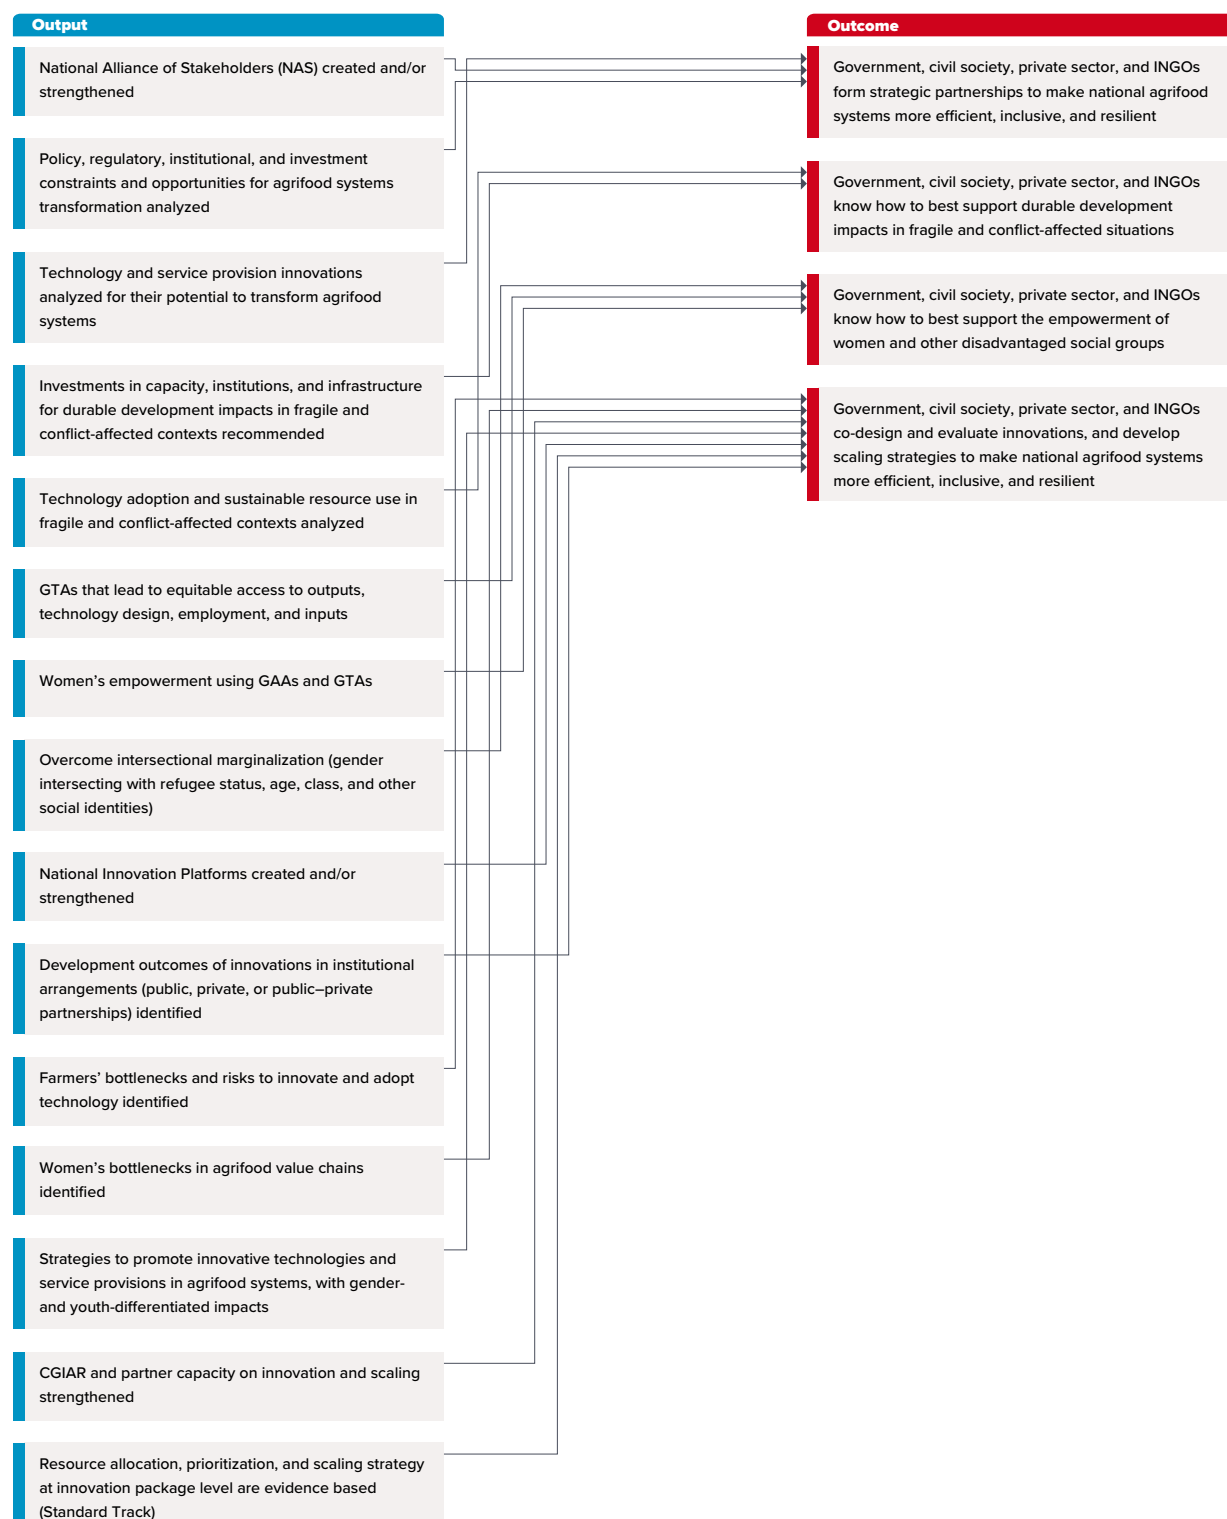 Output
National Alliance of Stakeholders (NAS) created and/or
strengthened
Policy, regulatory, institutional, and investment
constraints and opportunities for agrifood systems
transformation analyzed
Technology and service provision innovations
analyzed for their potential to transform agrifood
systems
Investments in capacity, institutions, and infrastructure
for durable development impacts in fragile and
conflict-affected contexts recommended
Technology adoption and sustainable resource use in
fragile and conflict-affected contexts analyzed
GTAs that lead to equitable access to outputs,
technology design, employment, and inputs
Women’s empowerment using GAAs and GTAs
Overcome intersectional marginalization (gender
intersecting with refugee status, age, class, and other
social identities)
National Innovation Platforms created and/or
strengthened
Development outcomes of innovations in institutional
arrangements (public, private, or public–private
partnerships) identified
Farmers’ bottlenecks and risks to innovate and adopt
technology identified
Women’s bottlenecks in agrifood value chains
identified
Strategies to promote innovative technologies and
service provisions in agrifood systems, with gender-
and youth-differentiated impacts
CGIAR and partner capacity on innovation and scaling
strengthened
Resource allocation, prioritization, and scaling strategy
at innovation package level are evidence based
(Standard Track)
Outcome
Government, civil society, private sector, and INGOs
form strategic partnerships to make national agrifood
systems more efficient, inclusive, and resilient
Government, civil society, private sector, and INGOs
know how to best support durable development
impacts in fragile and conflict-affected situations
Government, civil society, private sector, and INGOs
know how to best support the empowerment of
women and other disadvantaged social groups
Government, civil society, private sector, and INGOs
co-design and evaluate innovations, and develop
scaling strategies to make national agrifood systems
more efficient, inclusive, and resilient